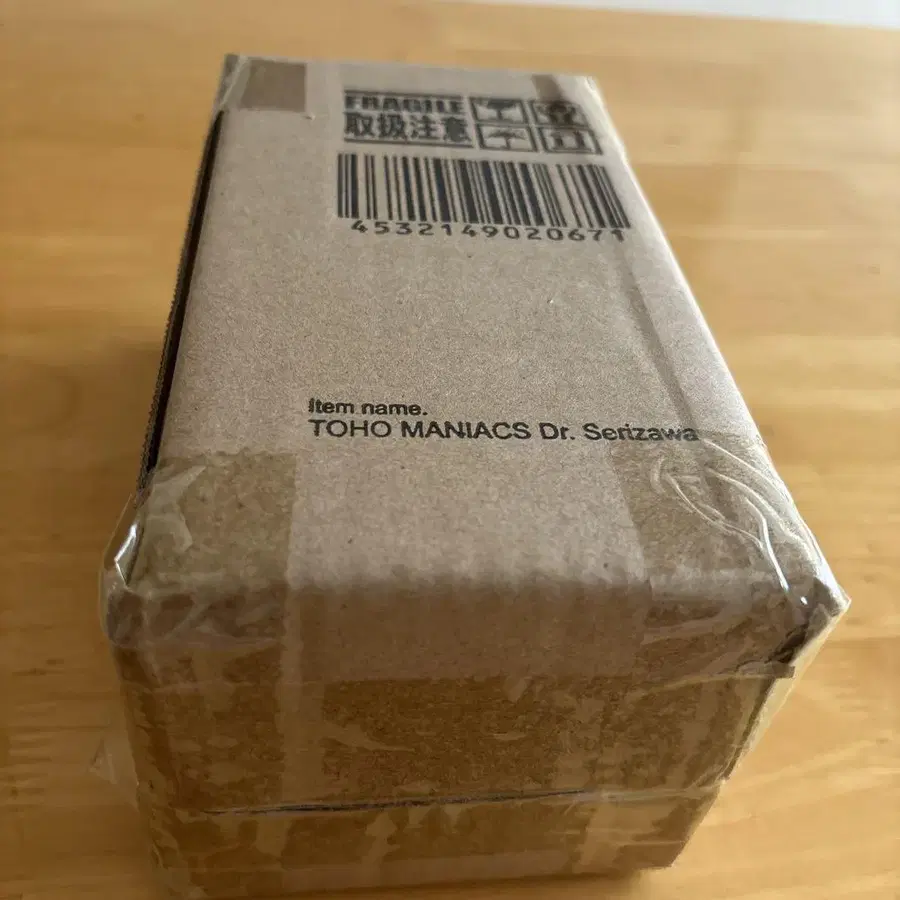 FRAGILE
取扱注意
4532149020671
Item name.
TOHO MANIACS Dr. Serizawa